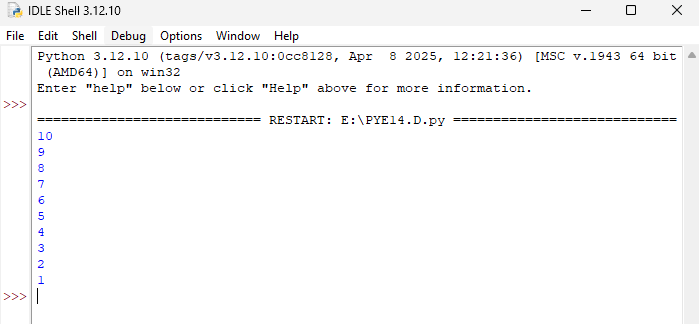 IDLE Shell 3.12.10
File Edit Shell Debug Options Window Help
Python 3.12.10 (tags/v3.12.10:0cc8128, Apr  8 2025, 12:21:36) [MSC v.1943 64 bit
 (AMD64)] on win32
Enter "help" below or click "Help" above for more information.
>>>
============================ RESTART: E:\PYE14.D.py ============================
10
9
8
7
6
5
4
3
2
1
>>>